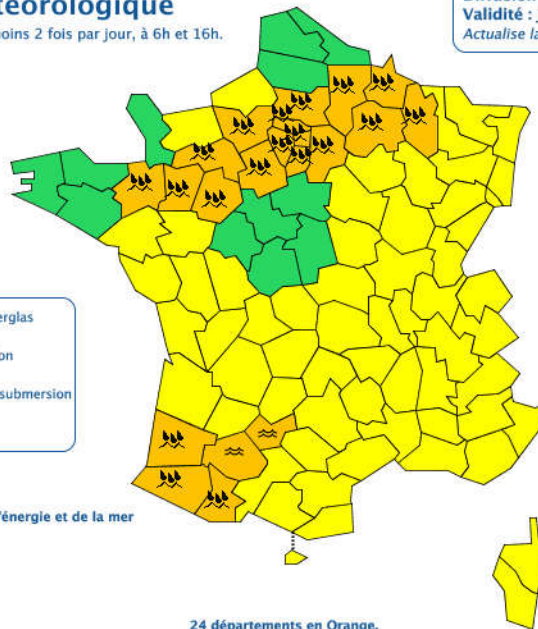 téorologique
oins 2 fois par jour, à 6h et 16h.
Validité :
Actualise la
erglas
on
submersion
'énergie et de la mer
24 départements en Orange.